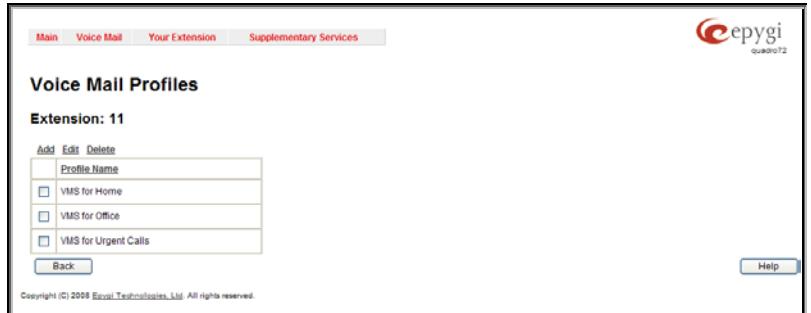 Main Voice Mail Your Extension Supplementary Services
epygi
quadro72
Voice Mail Profiles
Extension: 11
Add Edit Delete
Profile Name
VMS for Home
VMS for Office
VMS for Urgent Calls
Back Help
Copyright (C) 2008 Epygi Technologies, Ltd. All rights reserved.